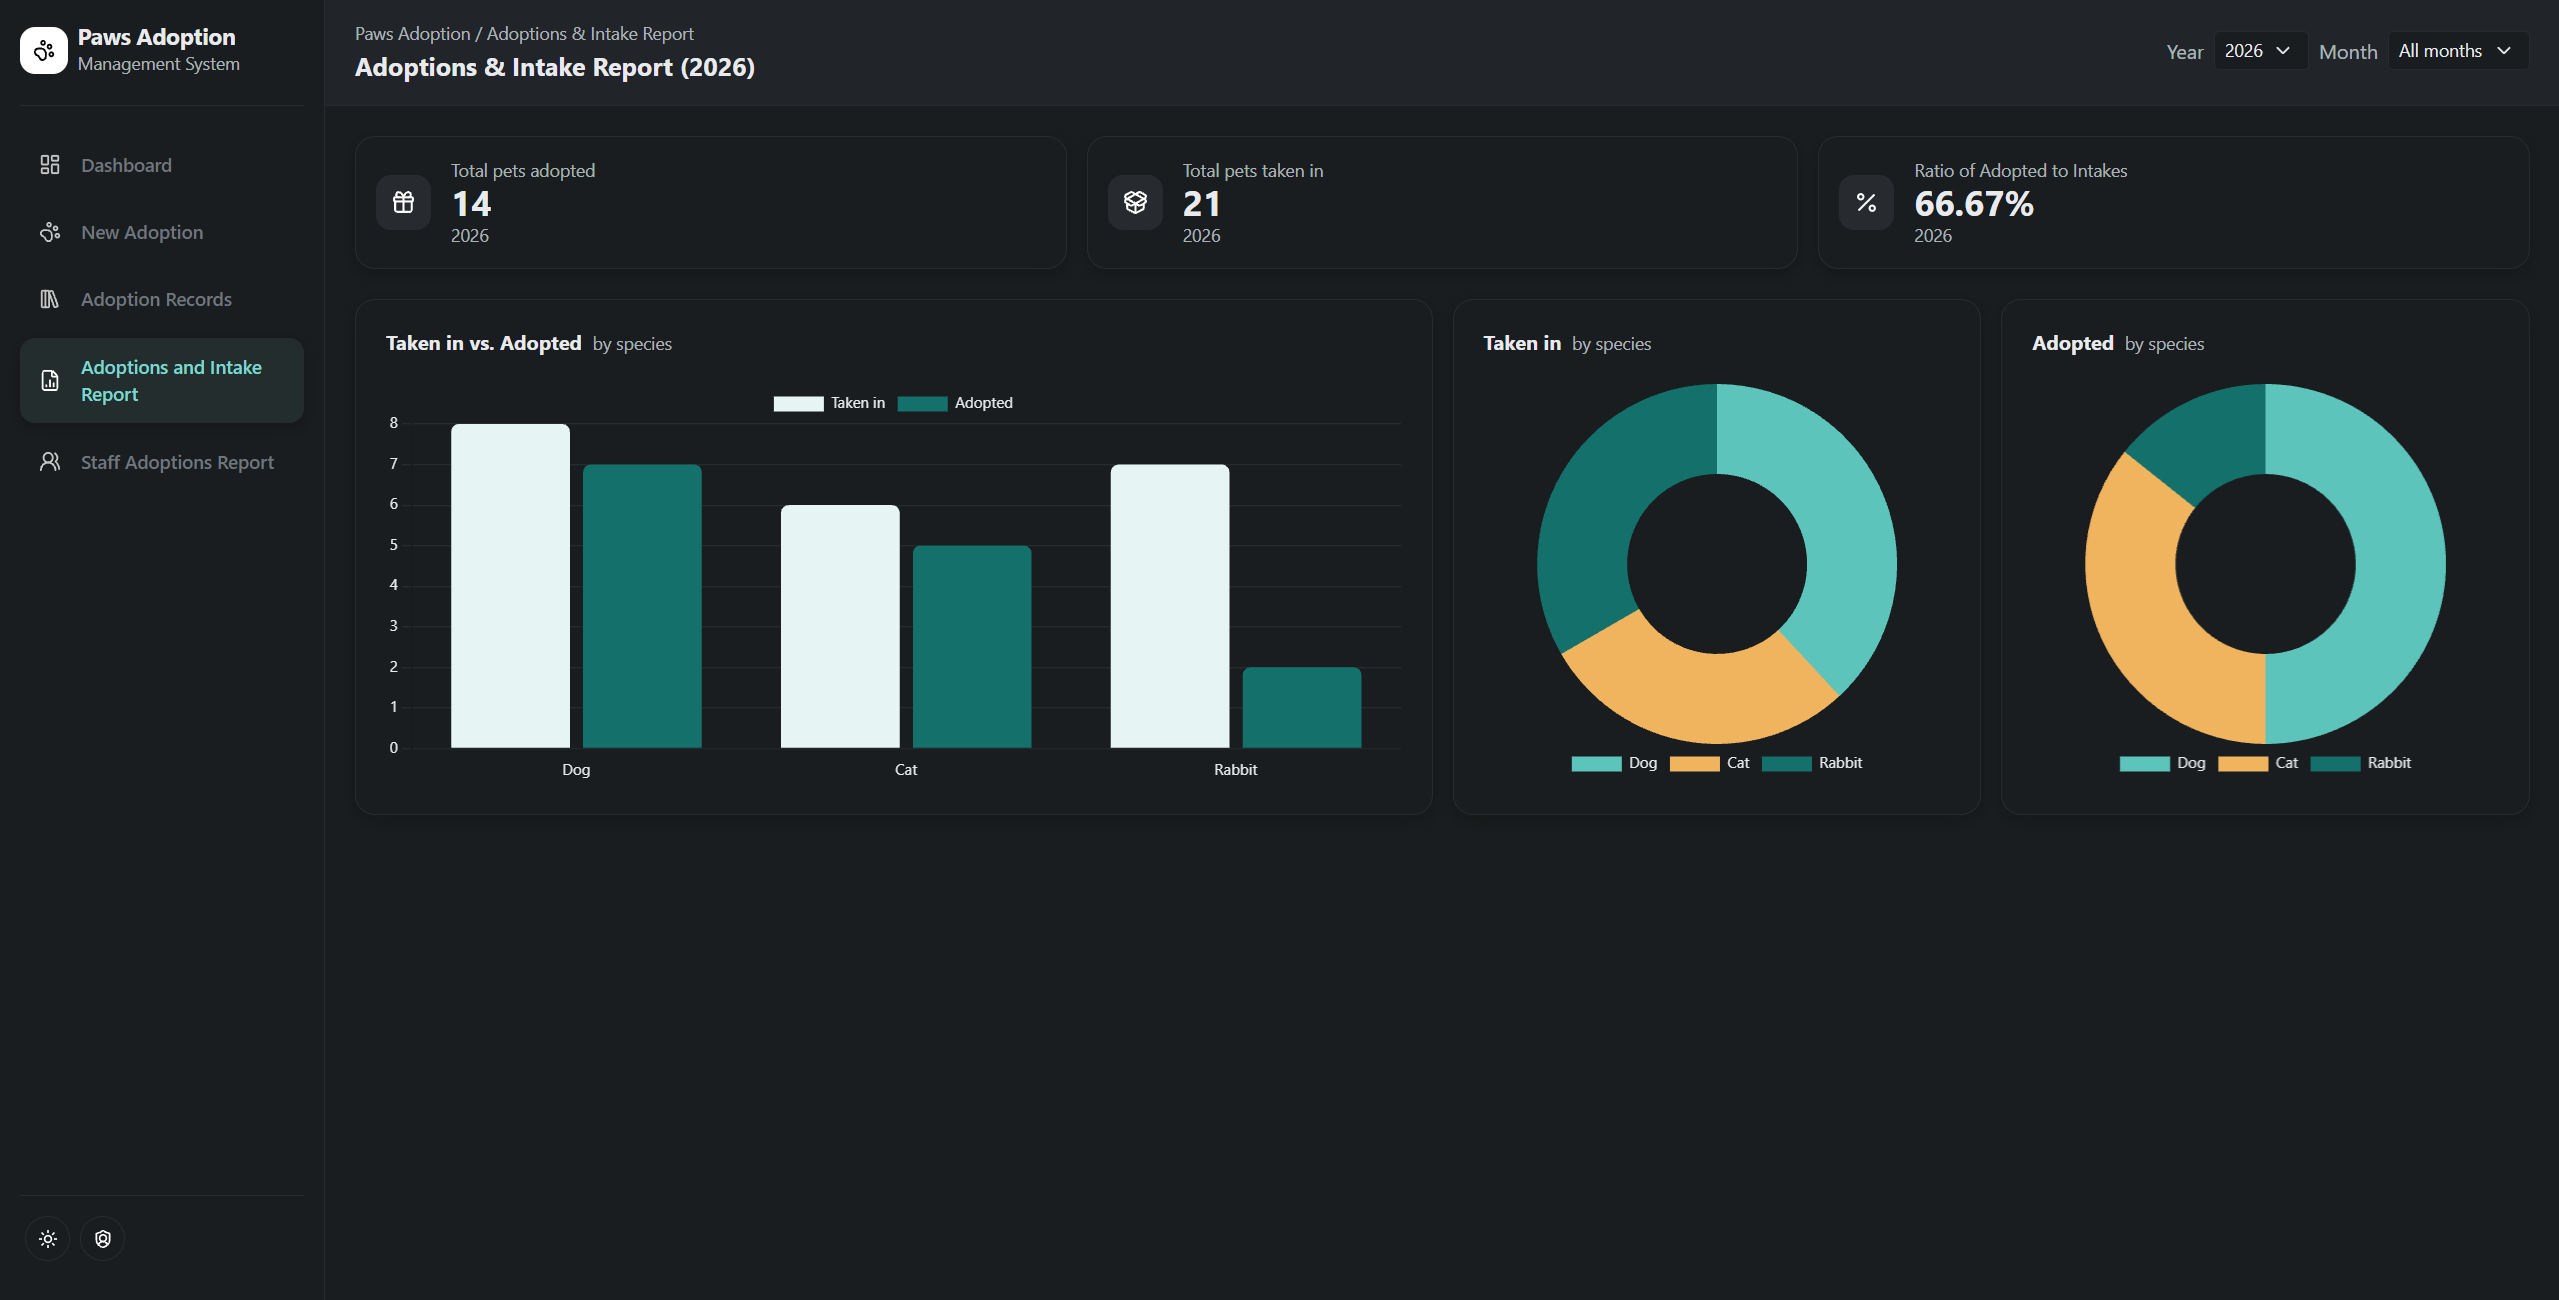 Paws Adoption
Management System
Dashboard
New Adoption
Adoption Records
Adoptions and Intake
Report
Staff Adoptions Report
Paws Adoption / Adoptions & Intake Report
Adoptions & Intake Report (2026)
Year 2026 Month All months
Total pets adopted
14
2026
Total pets taken in
21
2026
Ratio of Adopted to Intakes
66.67%
2026
Taken in vs. Adopted by species
Taken in Adopted
8
7
6
5
4
3
2
1
0
Dog Cat Rabbit
Taken in by species
Dog Cat Rabbit
Adopted by species
Dog Cat Rabbit